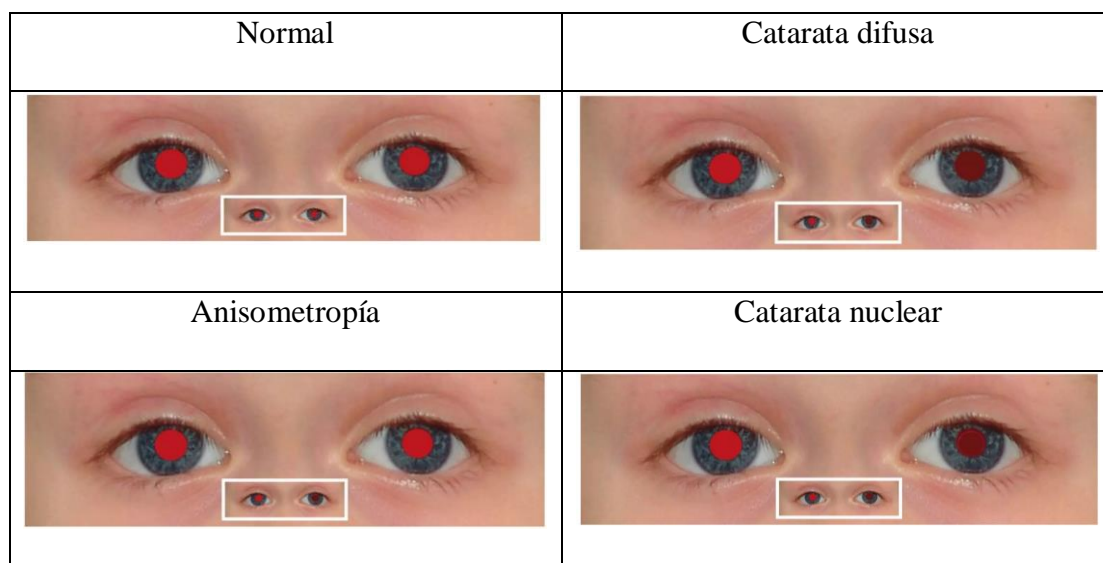 Normal
Catarata difusa
Anisometropía
Catarata nuclear